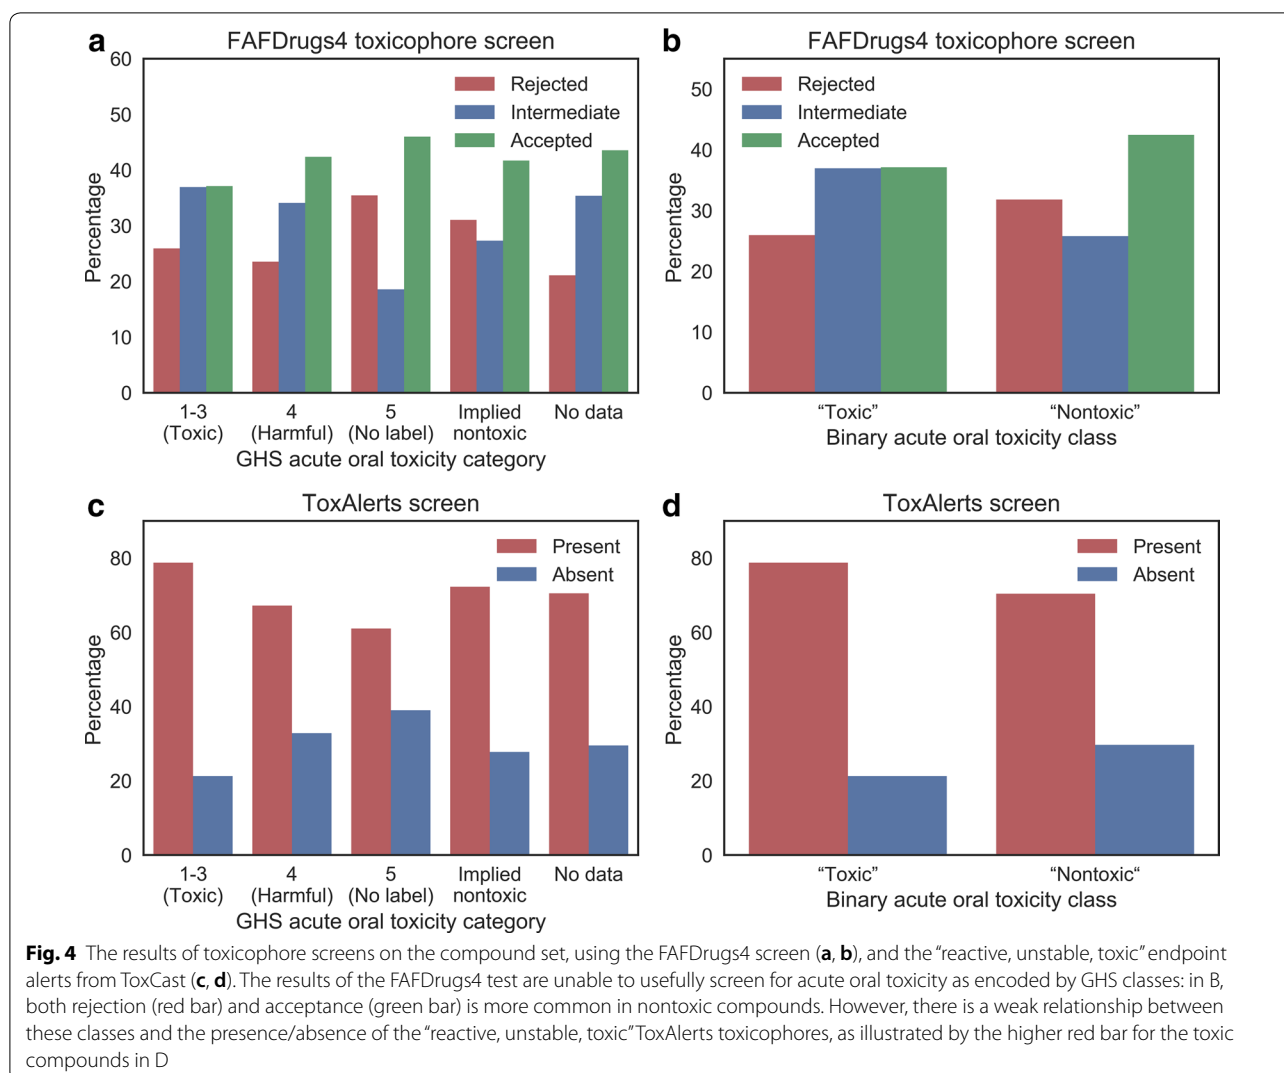 a
FAFDrugs4 toxicophore screen
60
50
40
30
20
10
0
Percentage
Rejected
Intermediate
Accepted
1-3
(Toxic)
4
(Harmful)
5
(No label)
Implied
nontoxic
No data
GHS acute oral toxicity category
b
FAFDrugs4 toxicophore screen
50
40
30
20
10
0
Percentage
Rejected
Intermediate
Accepted
“Toxic”
“Nontoxic”
Binary acute oral toxicity class
c
ToxAlerts screen
80
60
40
20
0
Percentage
Present
Absent
1-3
(Toxic)
4
(Harmful)
5
(No label)
Implied
nontoxic
No data
GHS acute oral toxicity category
d
ToxAlerts screen
80
60
40
20
0
Percentage
Present
Absent
“Toxic”
“Nontoxic“
Binary acute oral toxicity class
Fig. 4 The results of toxicophore screens on the compound set, using the FAFDrugs4 screen (a, b), and the “reactive, unstable, toxic” endpoint
alerts from ToxCast (c, d). The results of the FAFDrugs4 test are unable to usefully screen for acute oral toxicity as encoded by GHS classes: in B,
both rejection (red bar) and acceptance (green bar) is more common in nontoxic compounds. However, there is a weak relationship between
these classes and the presence/absence of the “reactive, unstable, toxic” ToxAlerts toxicophores, as illustrated by the higher red bar for the toxic
compounds in D